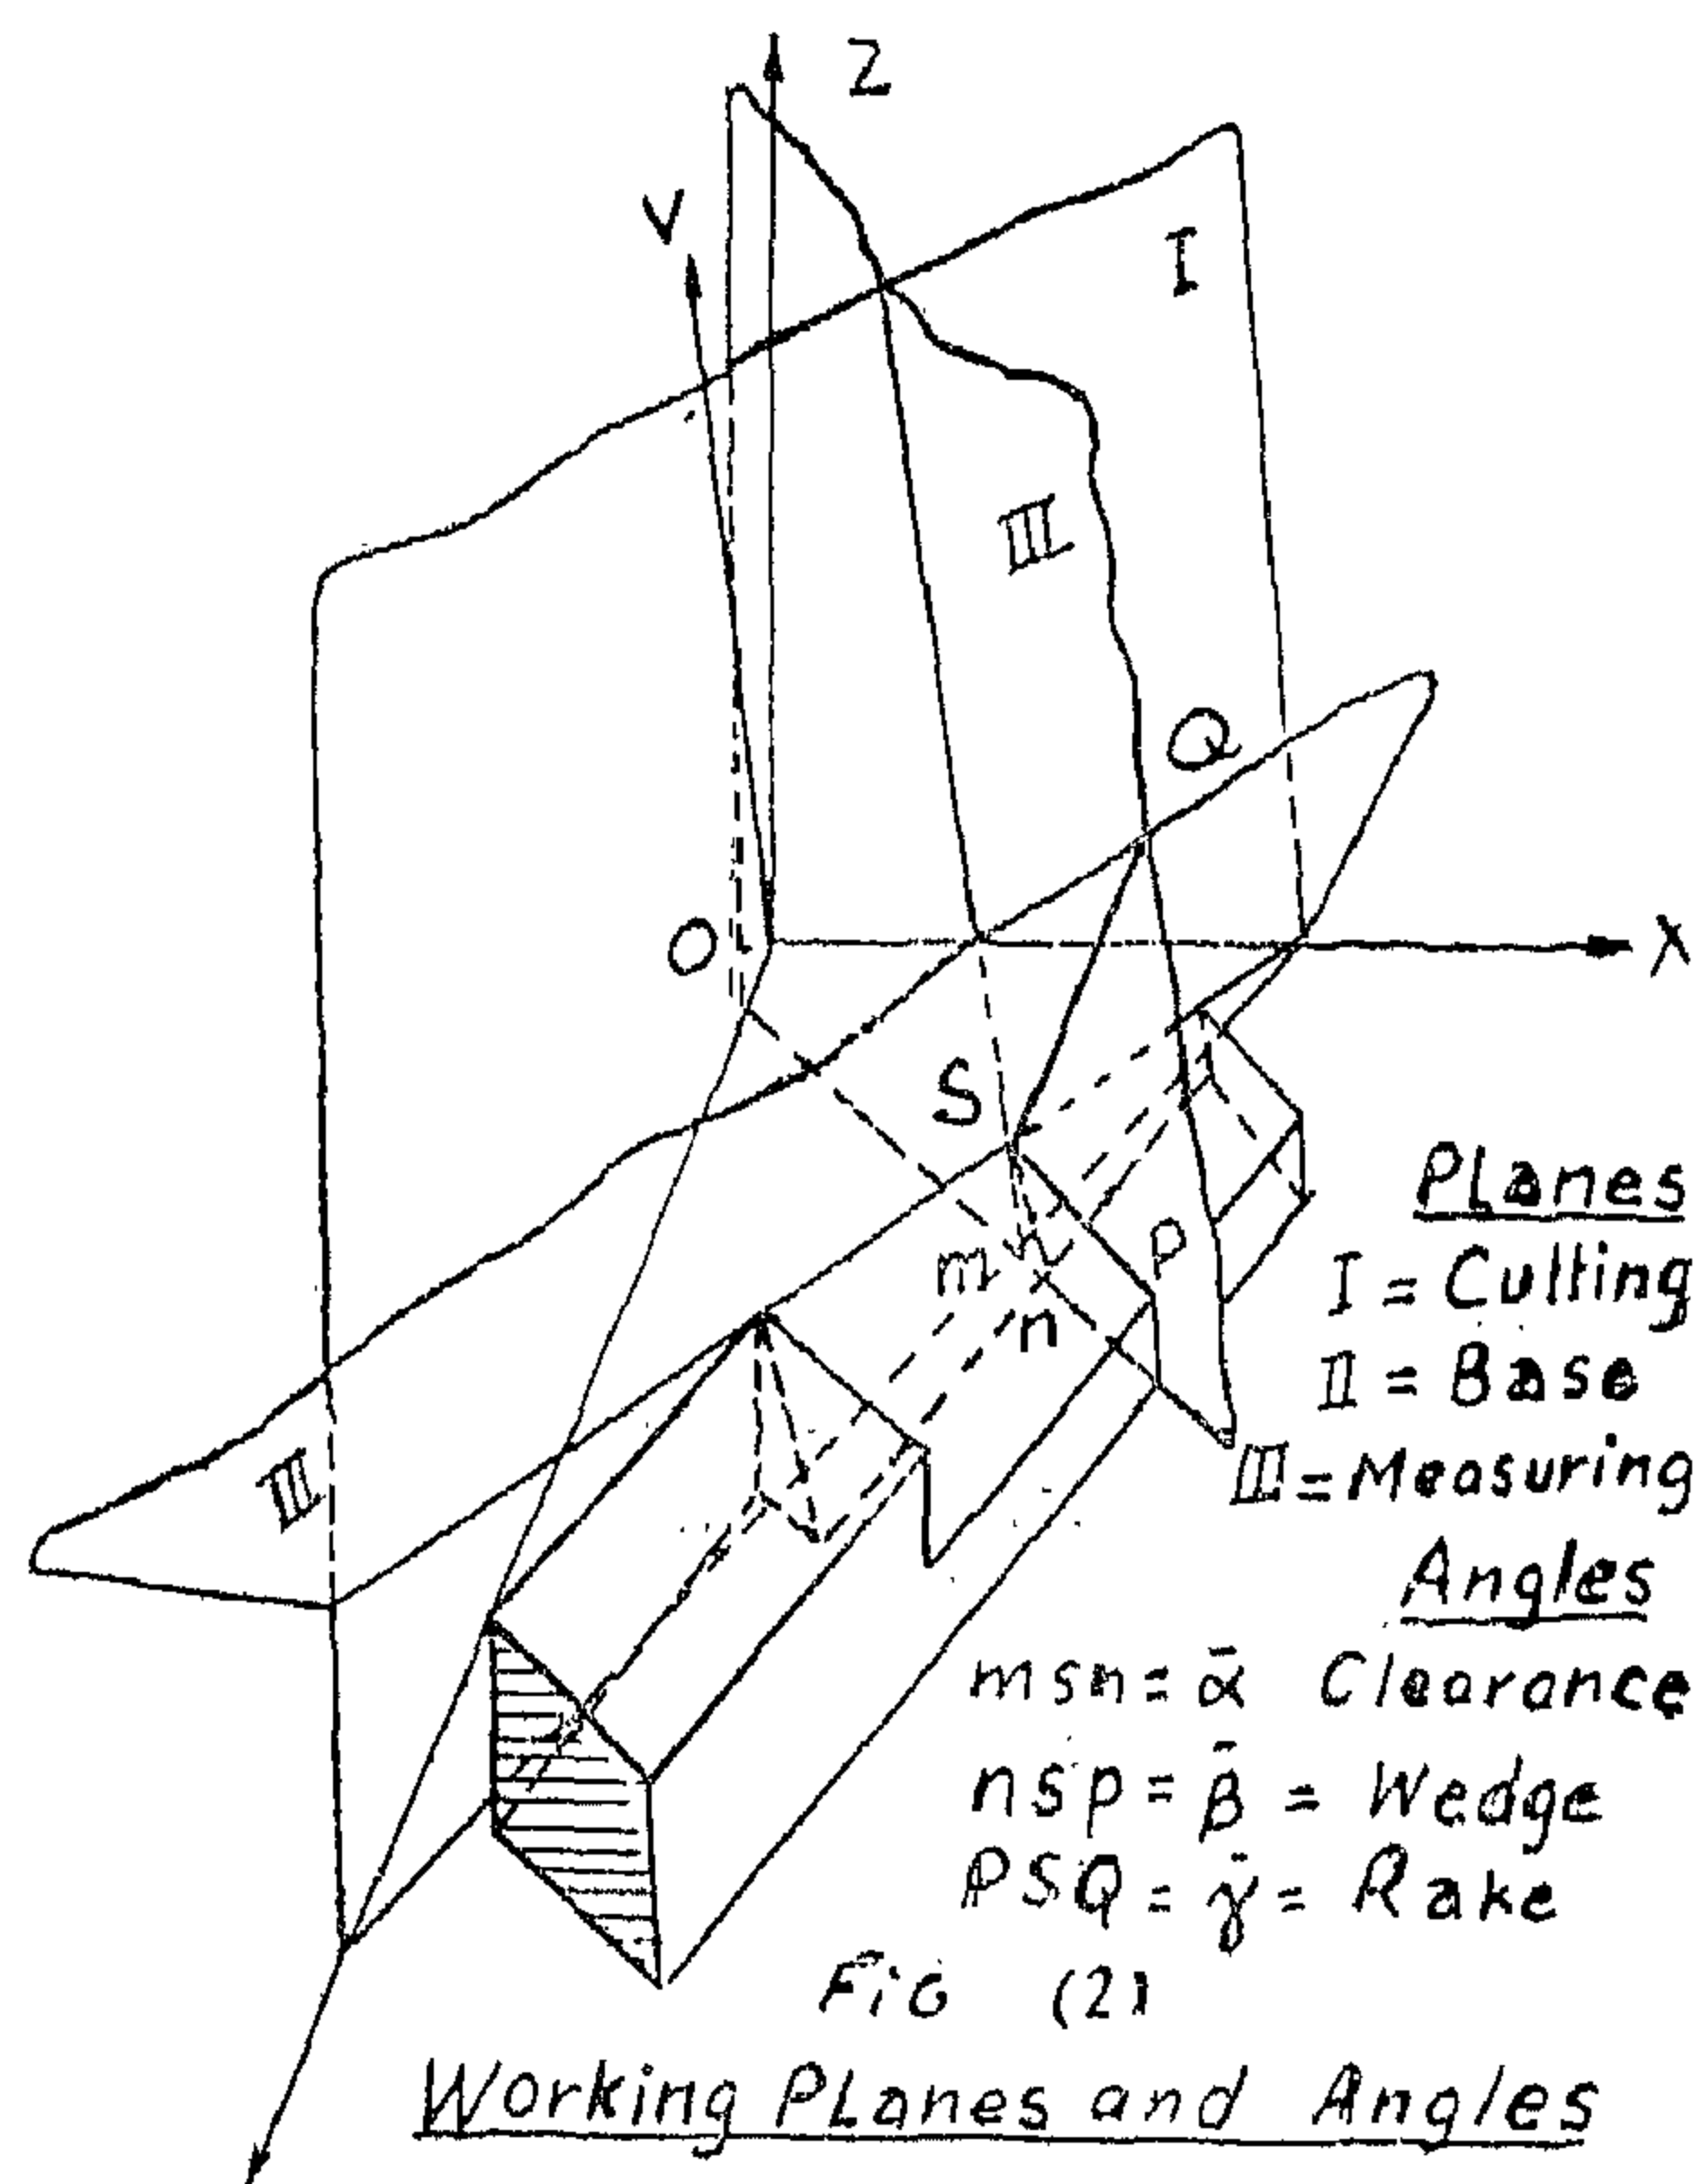 Z
V
I
III
Q
O
X
S
P
m
n
III
Planes
I = Cutting
II = Base
III = Measuring
Angles
msn = ᾱ Clearance
nsp = β̄ = Wedge
PSQ = γ̄ = Rake
FiG (2)
Working Planes and Angles